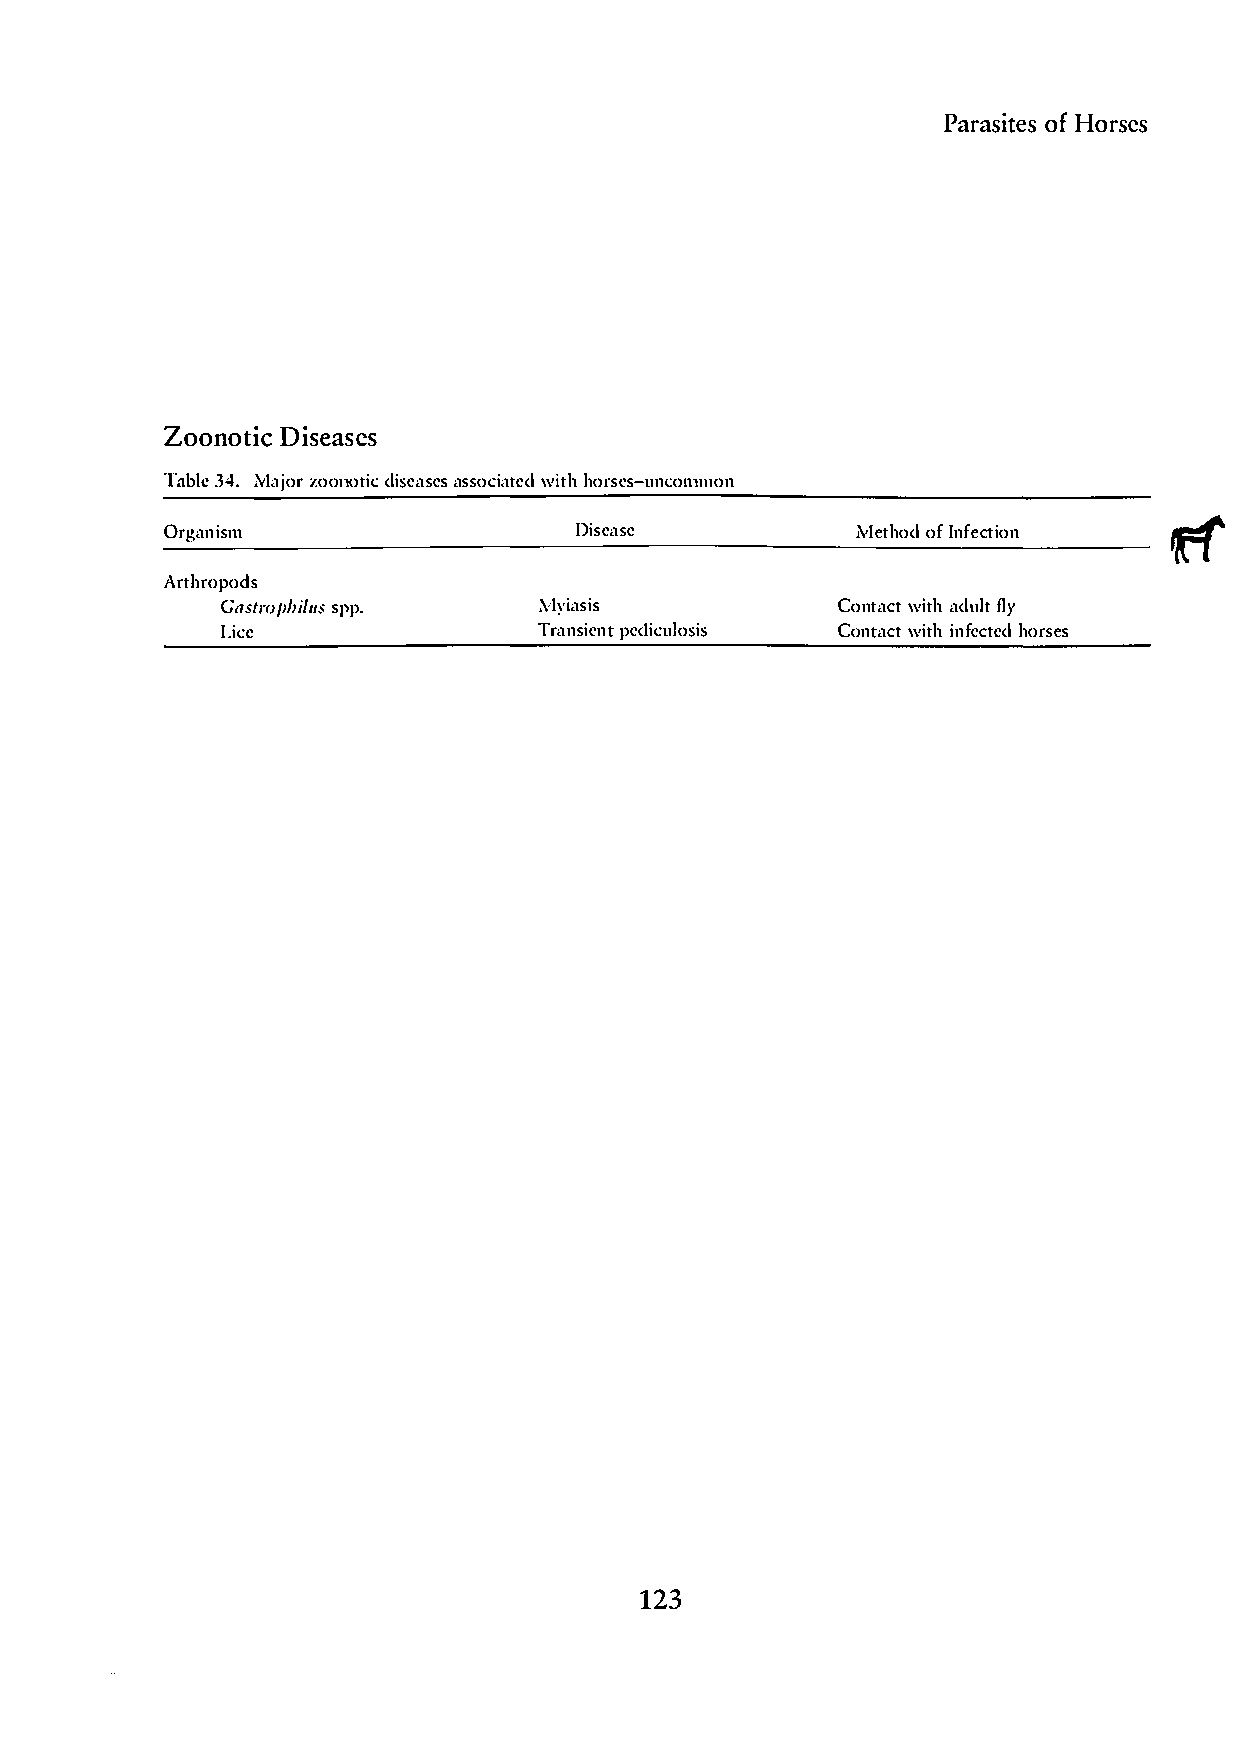 Parasites of Horses
Zoonotic Diseases
Table 34. Major zoonotic diseases associated with horses–uncommon
Organism Disease Method of Infection
Arthropods
Gastrophilus spp. Myiasis Contact with adult fly
Lice Transient pediculosis Contact with infected horses
123